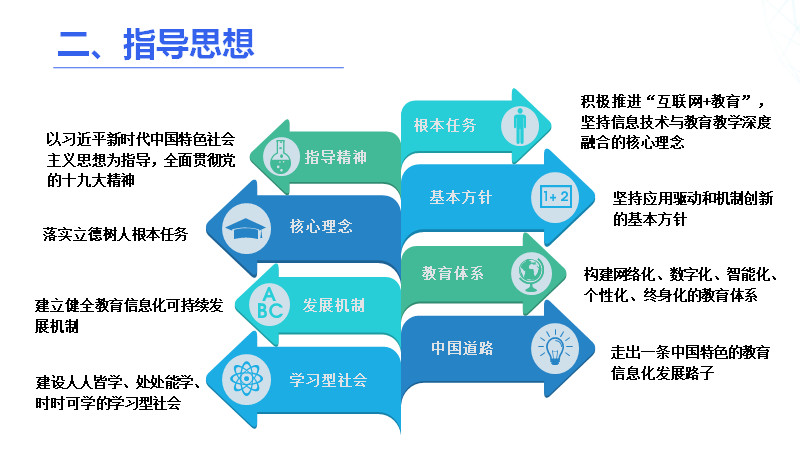 二、指导思想
以习近平新时代中国特色社会
主义思想为指导，全面贯彻党
的十九大精神
指导精神
落实立德树人根本任务
核心理念
建立健全教育信息化可持续发
展机制
ABC
发展机制
建设人人皆学、处处能学、
时时可学的学习型社会
学习型社会
根本任务
积极推进“互联网+教育”，
坚持信息技术与教育教学深度
融合的核心理念
基本方针
1+ 2
坚持应用驱动和机制创新
的基本方针
教育体系
构建网络化、数字化、智能化、
个性化、终身化的教育体系
中国道路
走出一条中国特色的教育
信息化发展路子